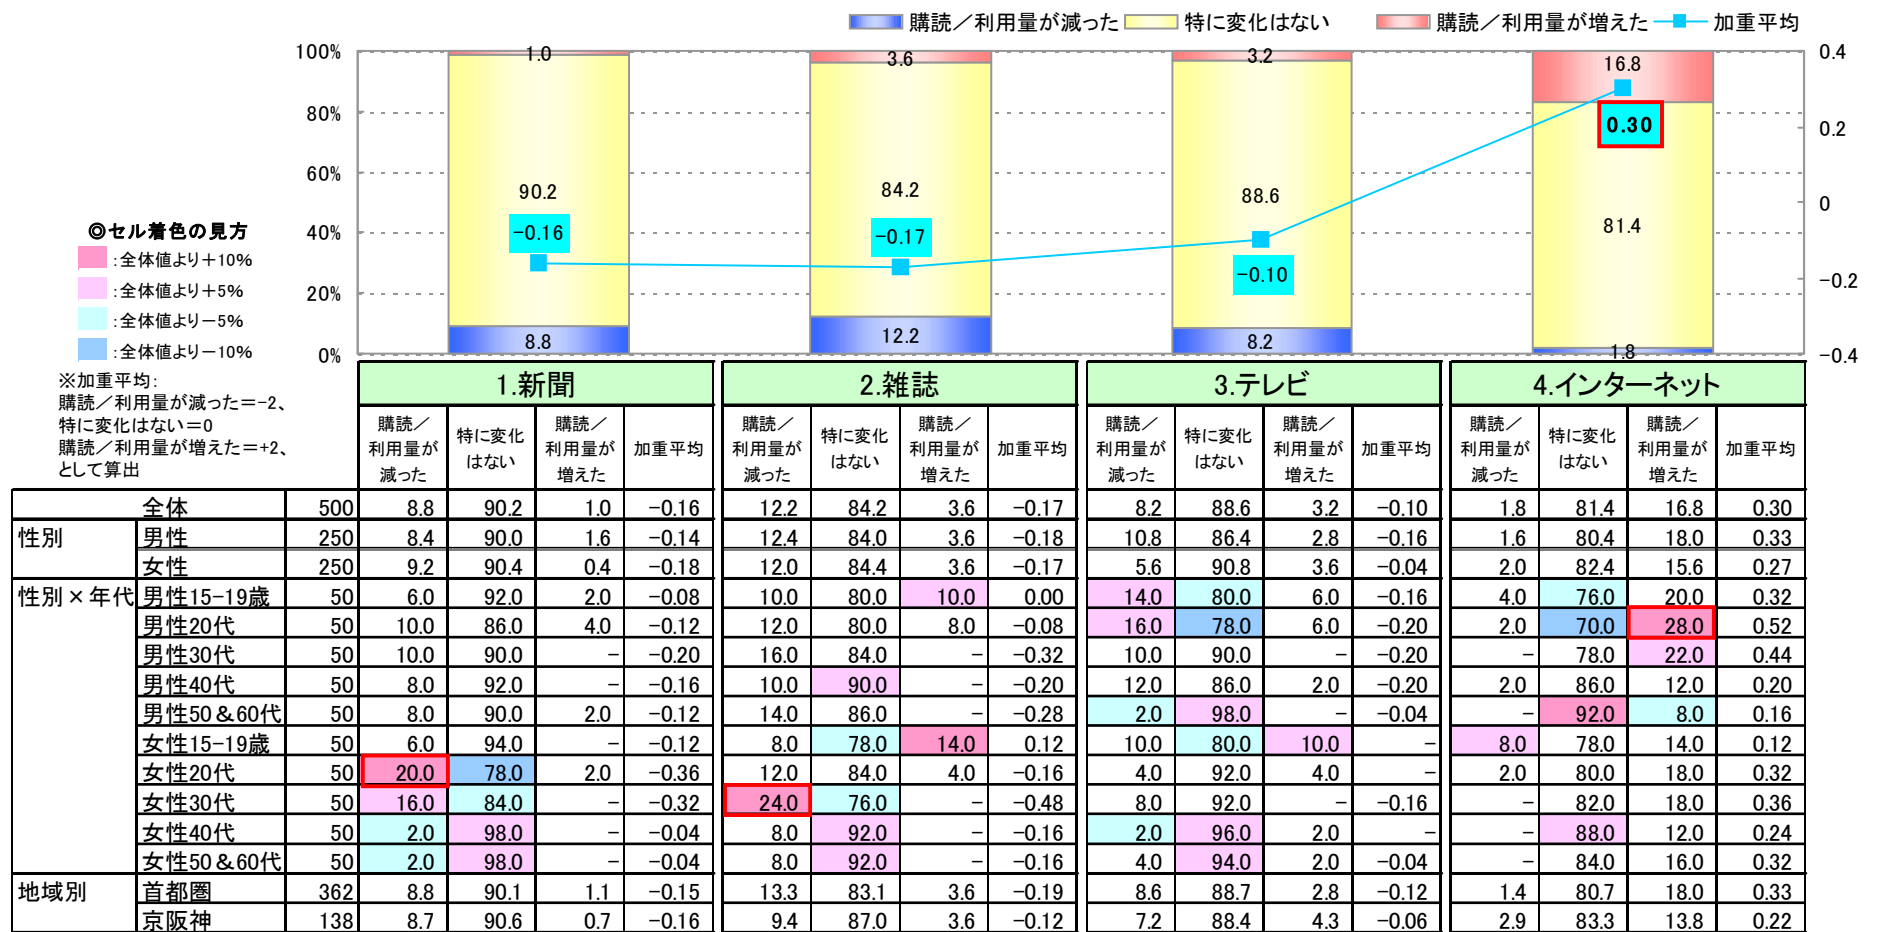 購読／利用量が減った 特に変化はない 購読／利用量が増えた 加重平均
100% 1.0 3.6 3.2 16.8 0.4
80% 0.30 0.2
60% 90.2 84.2 88.6 81.4 0
40% -0.16 -0.17 -0.10
20% -0.2
0% 8.8 12.2 8.2 1.8 -0.4
◎セル着色の見方
:全体値より＋10%
:全体値より＋5%
:全体値より－5%
:全体値より－10%
※加重平均:
購読／利用量が減った＝-2、
特に変化はない＝0
購読／利用量が増えた＝+2、
として算出
1.新聞 2.雑誌 3.テレビ 4.インターネット
購読／利用量が減った 特に変化はない 購読／利用量が増えた 加重平均 購読／利用量が減った 特に変化はない 購読／利用量が増えた 加重平均 購読／利用量が減った 特に変化はない 購読／利用量が増えた 加重平均 購読／利用量が減った 特に変化はない 購読／利用量が増えた 加重平均
全体 500 8.8 90.2 1.0 -0.16 12.2 84.2 3.6 -0.17 8.2 88.6 3.2 -0.10 1.8 81.4 16.8 0.30
性別 男性 250 8.4 90.0 1.6 -0.14 12.4 84.0 3.6 -0.18 10.8 86.4 2.8 -0.16 1.6 80.4 18.0 0.33
女性 250 9.2 90.4 0.4 -0.18 12.0 84.4 3.6 -0.17 5.6 90.8 3.6 -0.04 2.0 82.4 15.6 0.27
性別×年代 男性15-19歳 50 6.0 92.0 2.0 -0.08 10.0 80.0 10.0 0.00 14.0 80.0 6.0 -0.16 4.0 76.0 20.0 0.32
男性20代 50 10.0 86.0 4.0 -0.12 12.0 80.0 8.0 -0.08 16.0 78.0 6.0 -0.20 2.0 70.0 28.0 0.52
男性30代 50 10.0 90.0 - -0.20 16.0 84.0 - -0.32 10.0 90.0 - -0.20 - 78.0 22.0 0.44
男性40代 50 8.0 92.0 - -0.16 10.0 90.0 - -0.20 12.0 86.0 2.0 -0.20 2.0 86.0 12.0 0.20
男性50＆60代 50 8.0 90.0 2.0 -0.12 14.0 86.0 - -0.28 2.0 98.0 - -0.04 - 92.0 8.0 0.16
女性15-19歳 50 6.0 94.0 - -0.12 8.0 78.0 14.0 0.12 10.0 80.0 10.0 - 8.0 78.0 14.0 0.12
女性20代 50 20.0 78.0 2.0 -0.36 12.0 84.0 4.0 -0.16 4.0 92.0 4.0 - 2.0 80.0 18.0 0.32
女性30代 50 16.0 84.0 - -0.32 24.0 76.0 - -0.48 8.0 92.0 - -0.16 - 82.0 18.0 0.36
女性40代 50 2.0 98.0 - -0.04 8.0 92.0 - -0.16 2.0 96.0 2.0 - - 88.0 12.0 0.24
女性50＆60代 50 2.0 98.0 - -0.04 8.0 92.0 - -0.16 4.0 94.0 2.0 -0.04 - 84.0 16.0 0.32
地域別 首都圏 362 8.8 90.1 1.1 -0.15 13.3 83.1 3.6 -0.19 8.6 88.7 2.8 -0.12 1.4 80.7 18.0 0.33
京阪神 138 8.7 90.6 0.7 -0.16 9.4 87.0 3.6 -0.12 7.2 88.4 4.3 -0.06 2.9 83.3 13.8 0.22